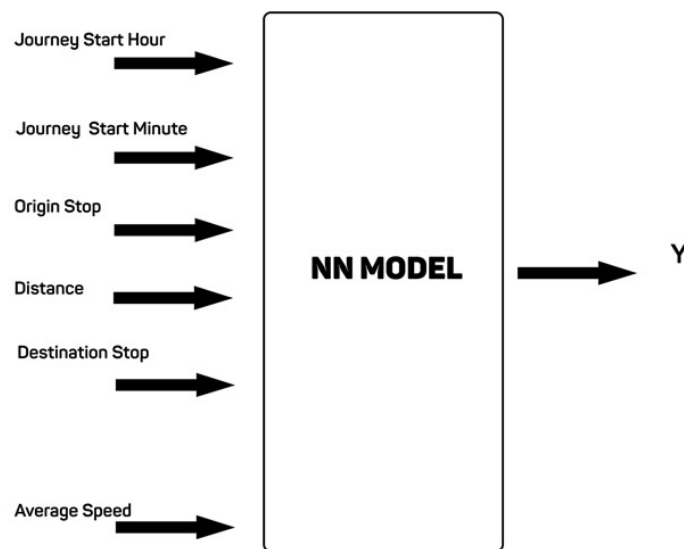 Journey Start Hour
Journey Start Minute
Origin Stop
Distance
Destination Stop
Average Speed
NN MODEL
Y